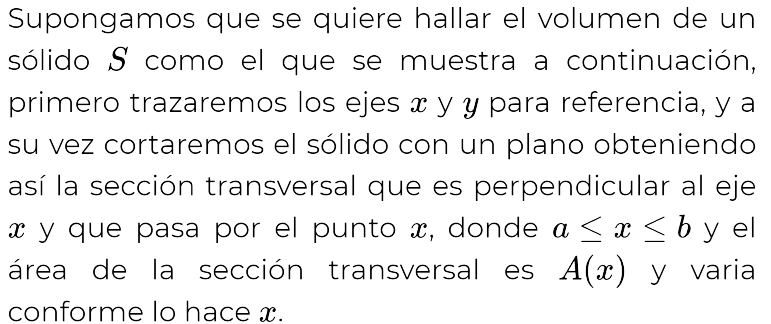 Supongamos que se quiere hallar el volumen de un
sólido S como el que se muestra a continuación,
primero trazaremos los ejes x y y para referencia, y a
su vez cortaremos el sólido con un plano obteniendo
así la sección transversal que es perpendicular al eje
x y que pasa por el punto x, donde a ≤ x ≤ b y el
área de la sección transversal es A(x) y varia
conforme lo hace x.